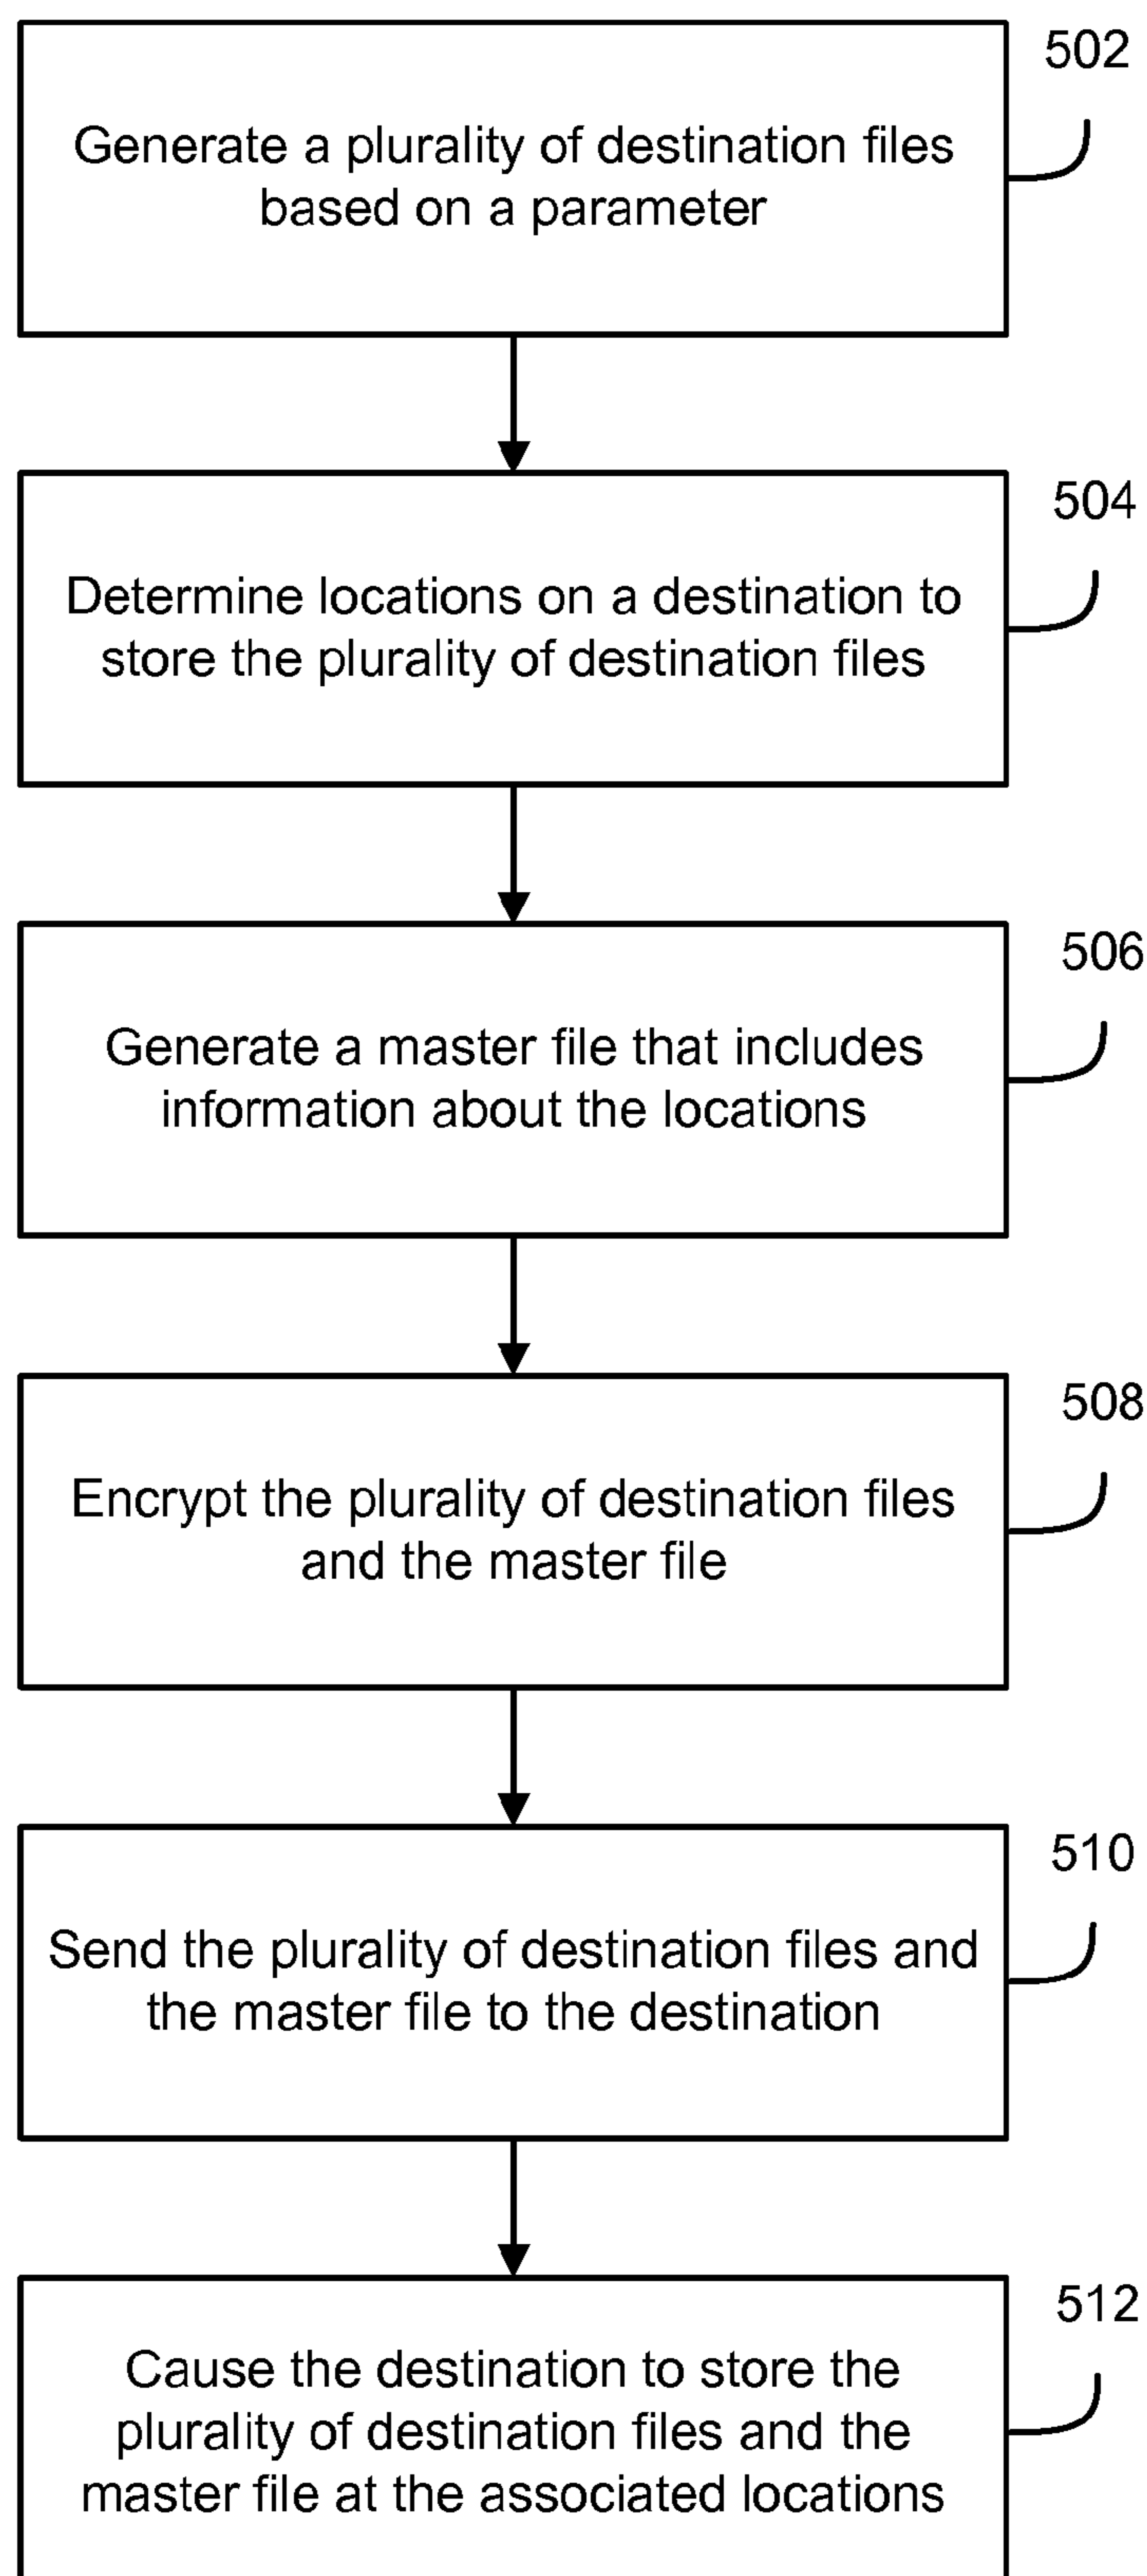 502
Generate a plurality of destination files
based on a parameter
504
Determine locations on a destination to
store the plurality of destination files
506
Generate a master file that includes
information about the locations
508
Encrypt the plurality of destination files
and the master file
510
Send the plurality of destination files and
the master file to the destination
512
Cause the destination to store the
plurality of destination files and the
master file at the associated locations